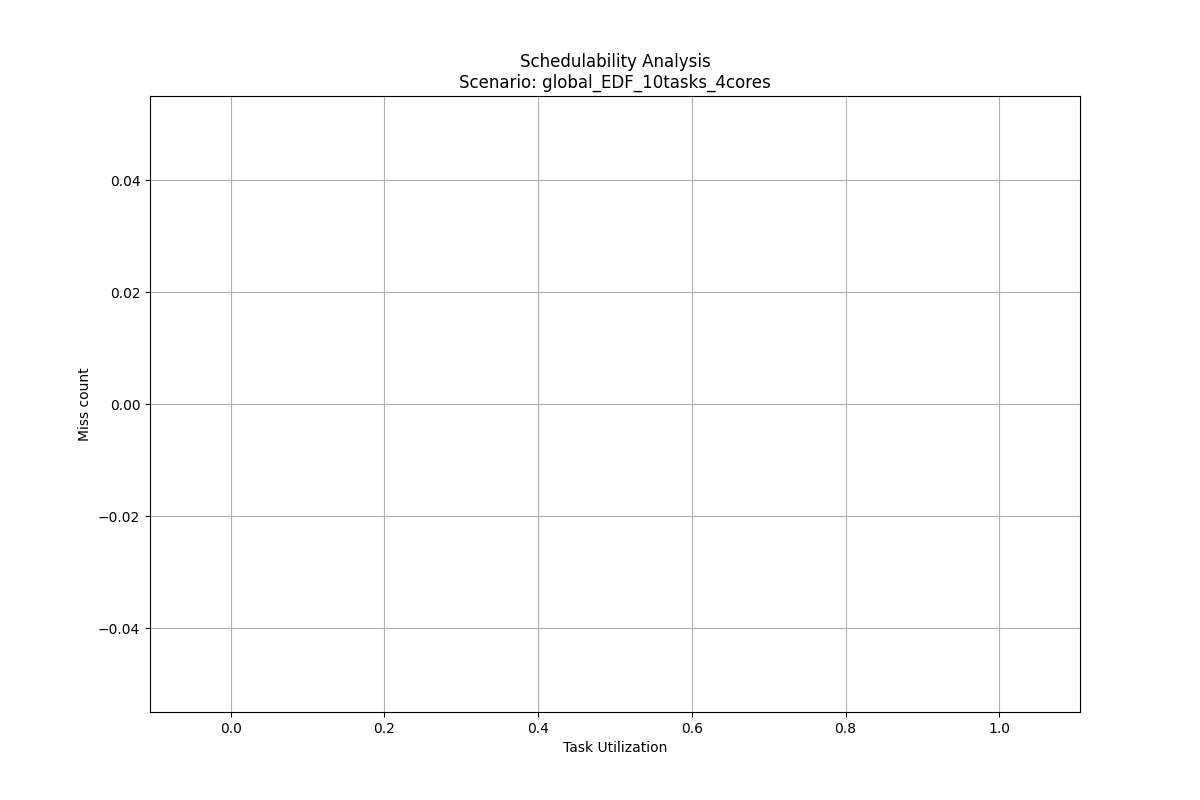 Schedulability Analysis
Scenario: global_EDF_10tasks_4cores
Miss count
0.04
0.02
0.00
−0.02
−0.04
0.0
0.2
0.4
0.6
0.8
1.0
Task Utilization